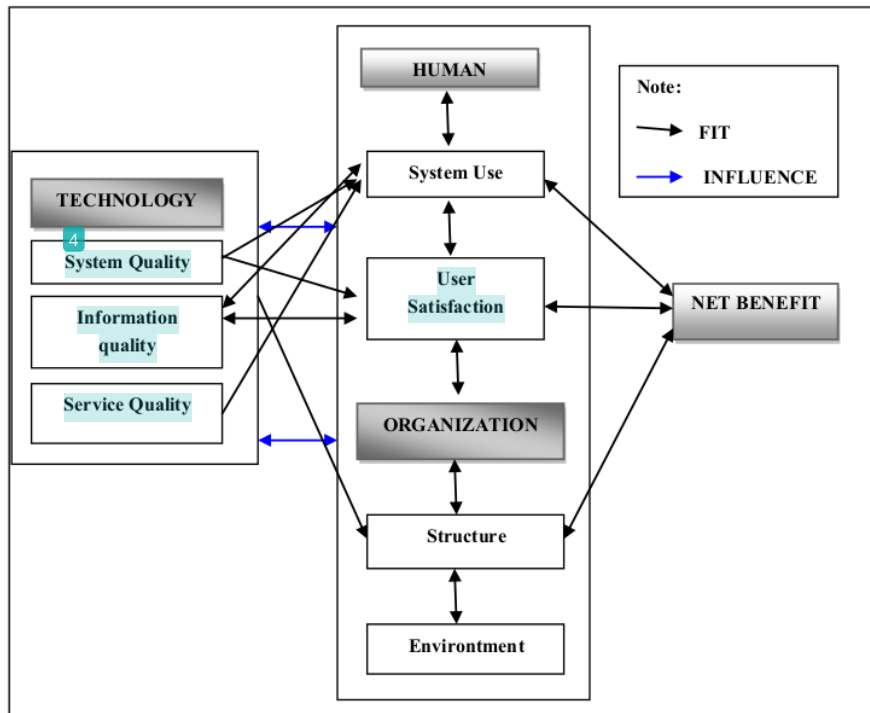 HUMAN
Note:
FIT
System Use
INFLUENCE
TECHNOLOGY
4
System Quality
User
Satisfaction
NET BENEFIT
Information
quality
Service Quality
ORGANIZATION
Structure
Environtment